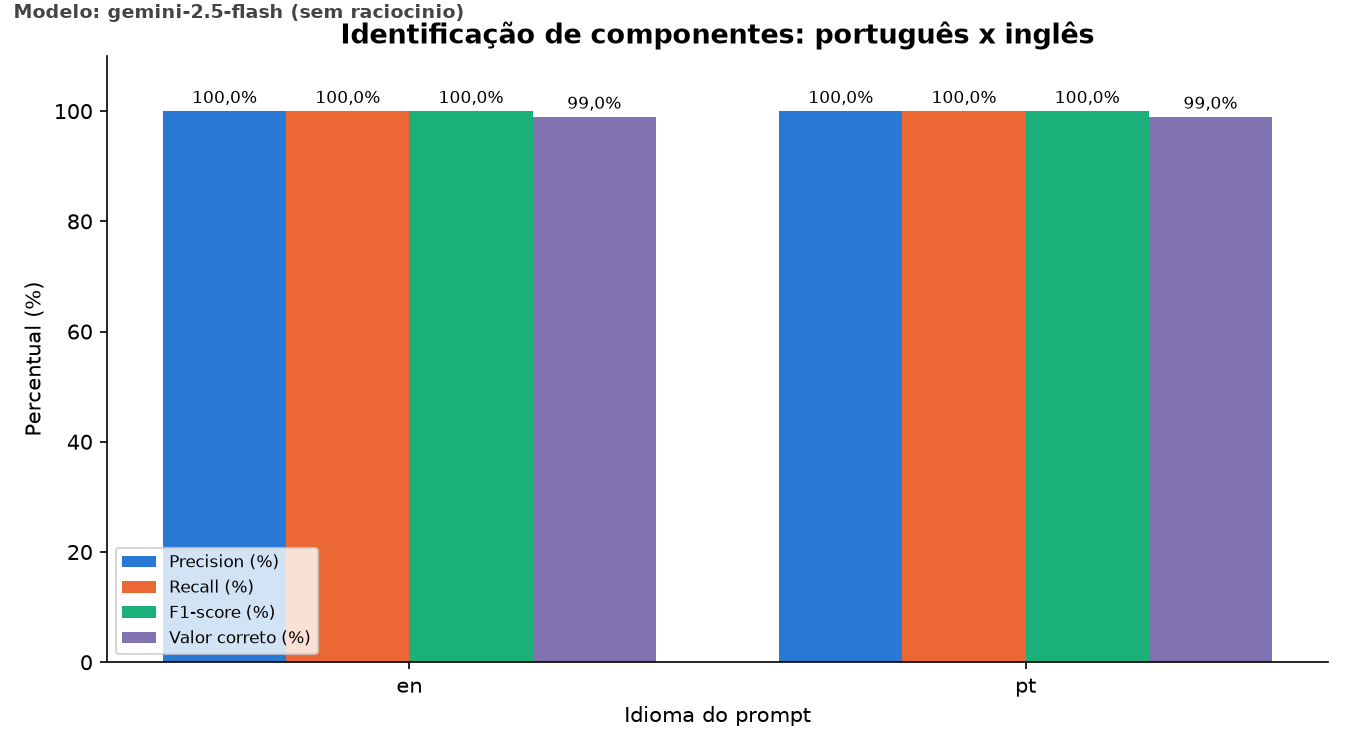 Modelo: gemini-2.5-flash (sem raciocinio)
Identificação de componentes: português x inglês
Percentual (%)
100
80
60
40
20
0
100,0% 100,0% 100,0% 99,0% 100,0% 100,0% 100,0% 99,0%
Precision (%)
Recall (%)
F1-score (%)
Valor correto (%)
en pt
Idioma do prompt